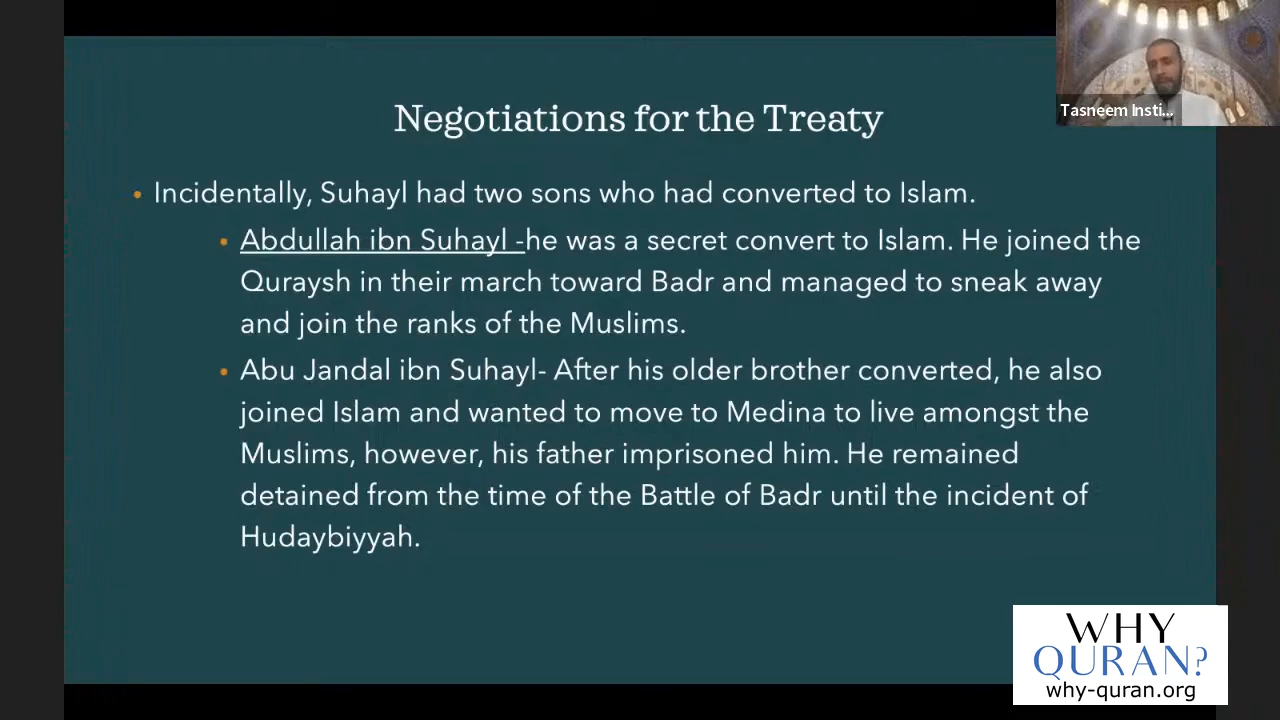 Tasneem Insti...
Negotiations for the Treaty
• Incidentally, Suhayl had two sons who had converted to Islam.
• Abdullah ibn Suhayl -he was a secret convert to Islam. He joined the
Quraysh in their march toward Badr and managed to sneak away
and join the ranks of the Muslims.
• Abu Jandal ibn Suhayl- After his older brother converted, he also
joined Islam and wanted to move to Medina to live amongst the
Muslims, however, his father imprisoned him. He remained
detained from the time of the Battle of Badr until the incident of
Hudaybiyyah.
WHY
QURAN?
why-quran.org